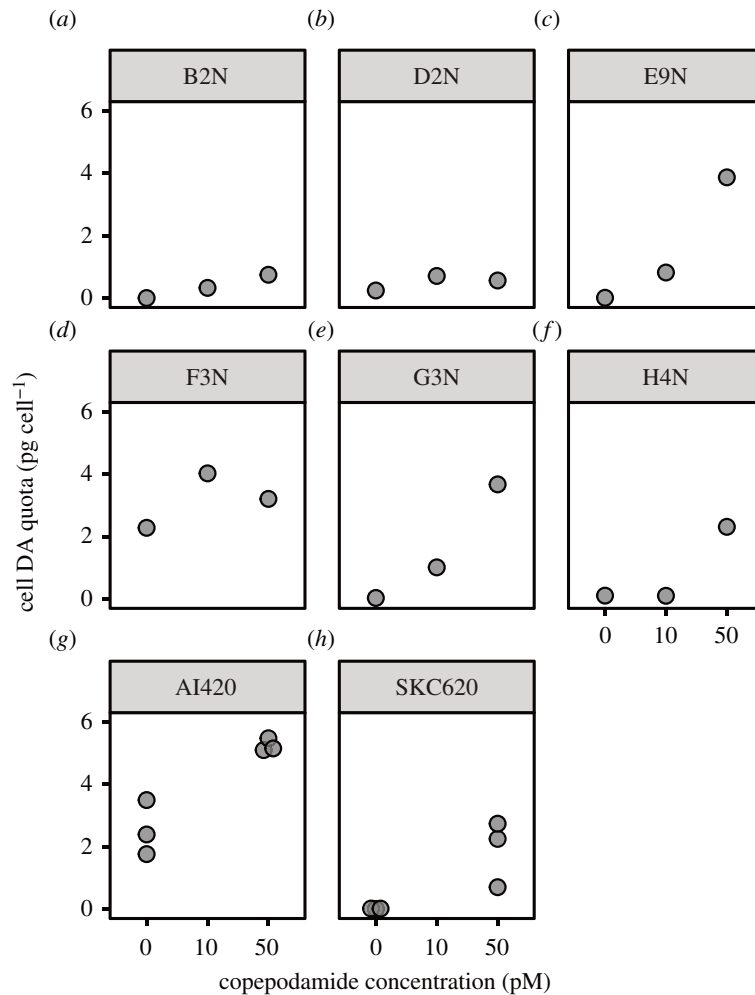 (a) (b) (c)
B2N D2N E9N
6
4
2
0
(d) (e) (f)
F3N G3N H4N
6
4
2
0
0 10 50
(g) (h)
AI420 SKC620
6
4
2
0
0 10 50 0 10 50
cell DA quota (pg cell⁻¹)
copepodamide concentration (pM)